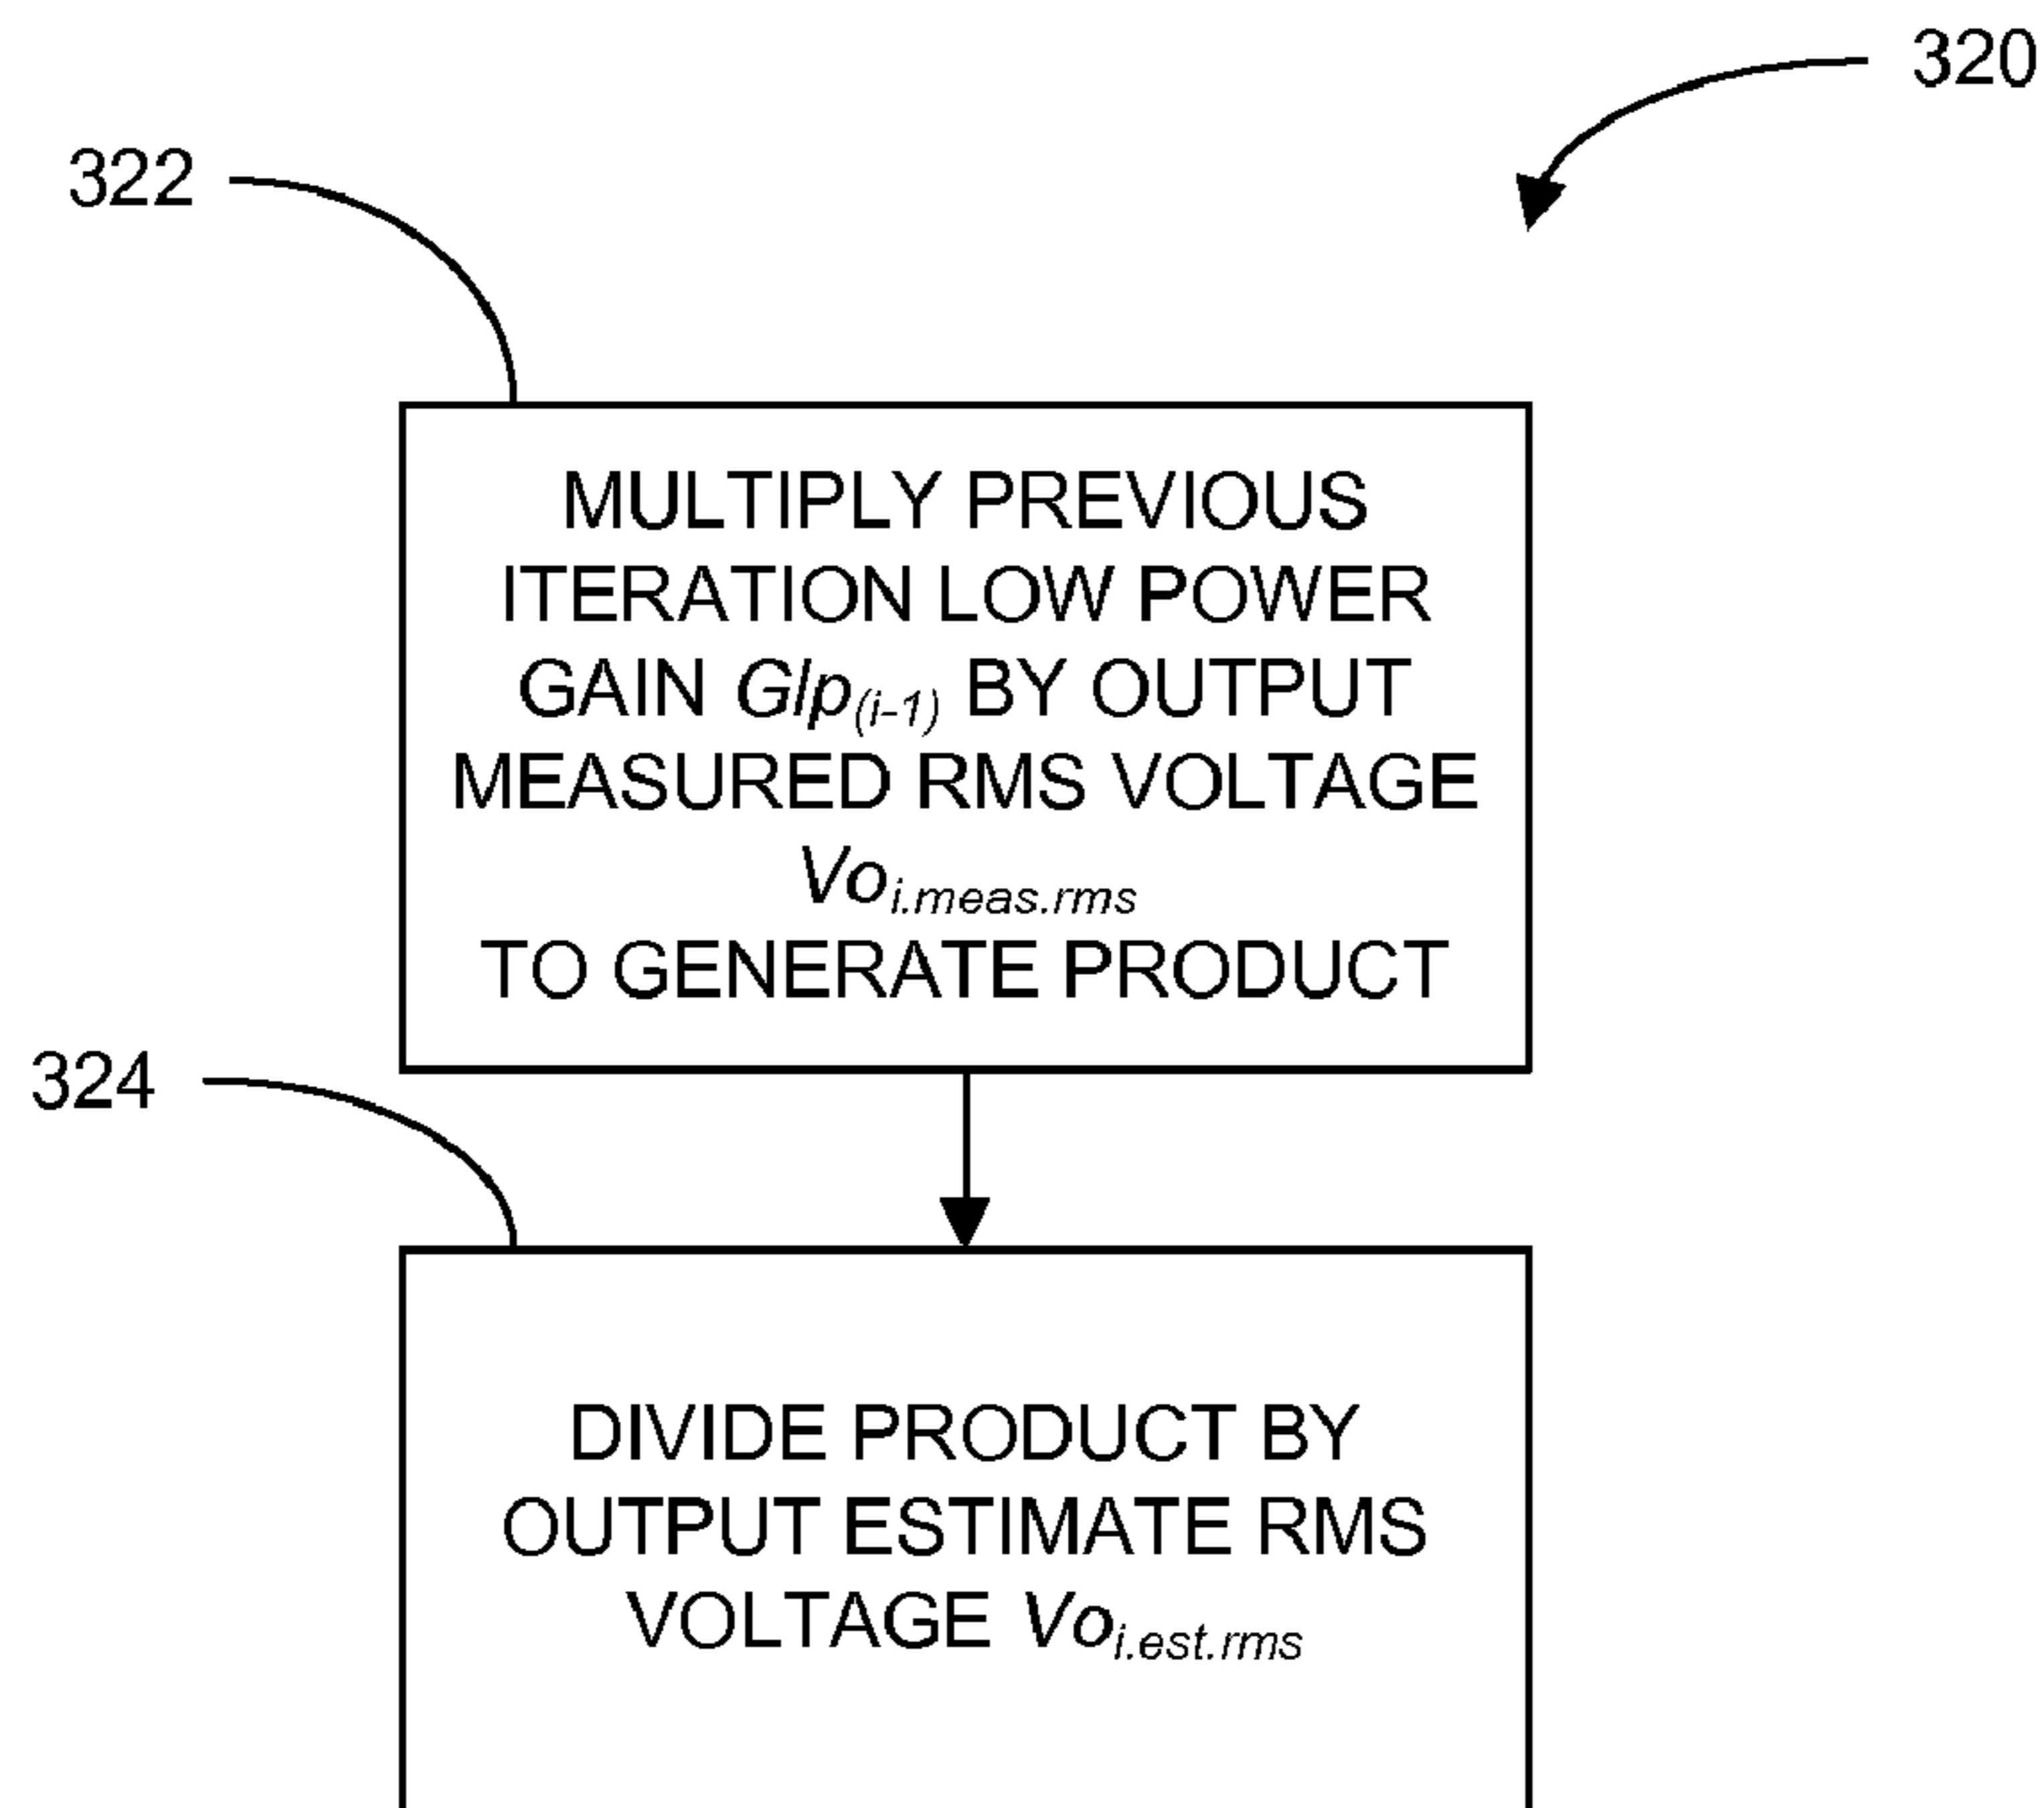 320
322
MULTIPLY PREVIOUS
ITERATION LOW POWER
GAIN Glp(i-1) BY OUTPUT
MEASURED RMS VOLTAGE
Voi.meas.rms
TO GENERATE PRODUCT
324
DIVIDE PRODUCT BY
OUTPUT ESTIMATE RMS
VOLTAGE Voi.est.rms